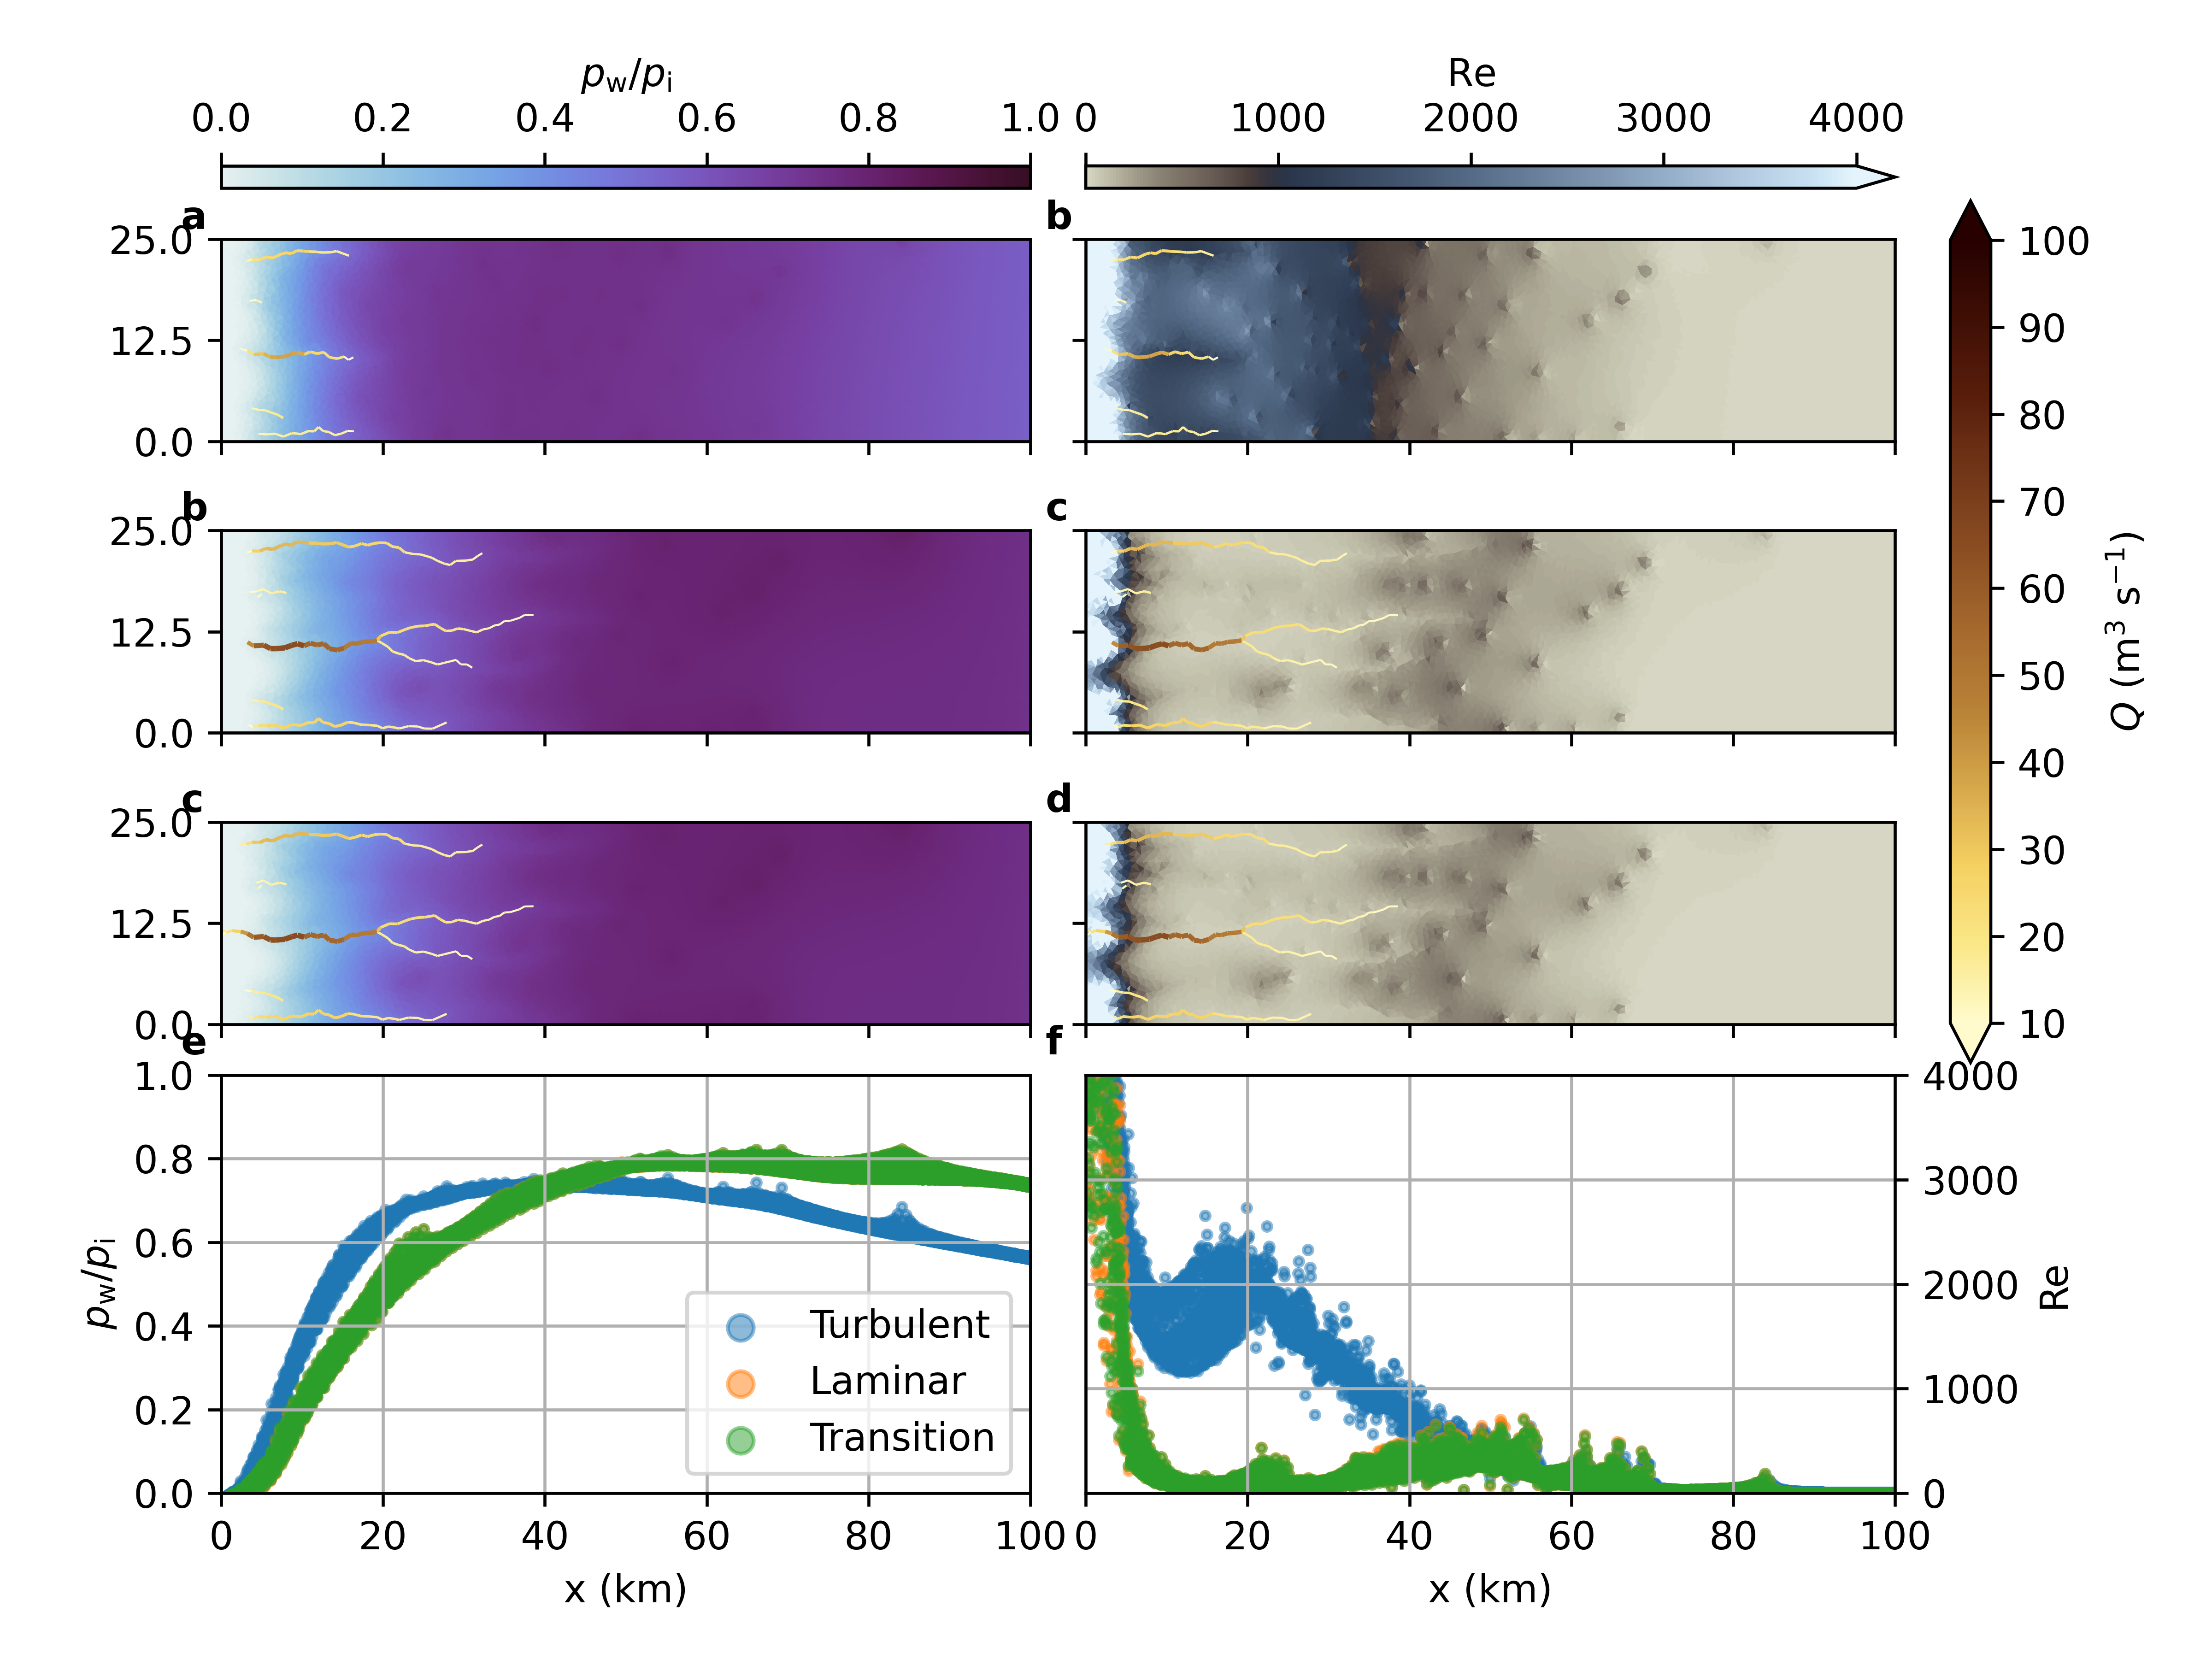 p_w/p_i
Re
0.0 0.2 0.4 0.6 0.8 1.0
0 1000 2000 3000 4000
a
b
25.0
12.5
0.0
b
c
25.0
12.5
0.0
c
d
25.0
12.5
0.0
100
90
80
70
60
50
40
30
20
10
Q (m³ s⁻¹)
e
f
1.0
0.8
0.6
0.4
0.2
0.0
p_w/p_i
Turbulent
Laminar
Transition
4000
3000
2000
1000
0
Re
0 20 40 60 80 100
0 20 40 60 80 100
x (km)
x (km)